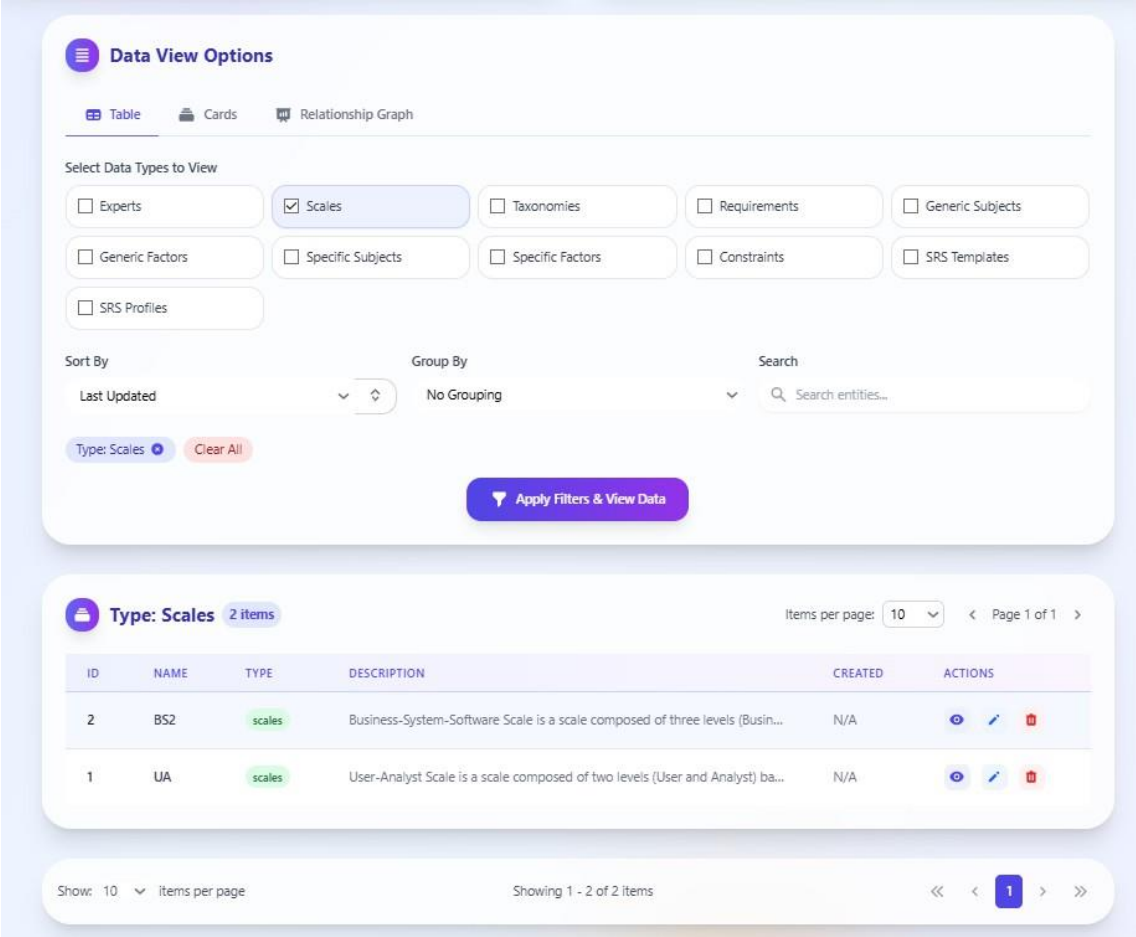 Data View Options
Table Cards Relationship Graph
Select Data Types to View
Experts Scales Taxonomies Requirements Generic Subjects
Generic Factors Specific Subjects Specific Factors Constraints SRS Templates
SRS Profiles
Sort By Group By Search
Last Updated No Grouping Search entities...
Type: Scales Clear All
Apply Filters & View Data
Type: Scales 2 items Items per page: 10 Page 1 of 1
ID NAME TYPE DESCRIPTION CREATED ACTIONS
2 BS2 scales Business-System-Software Scale is a scale composed of three levels (Busin... N/A
1 UA scales User-Analyst Scale is a scale composed of two levels (User and Analyst) ba... N/A
Show: 10 items per page Showing 1 - 2 of 2 items 1